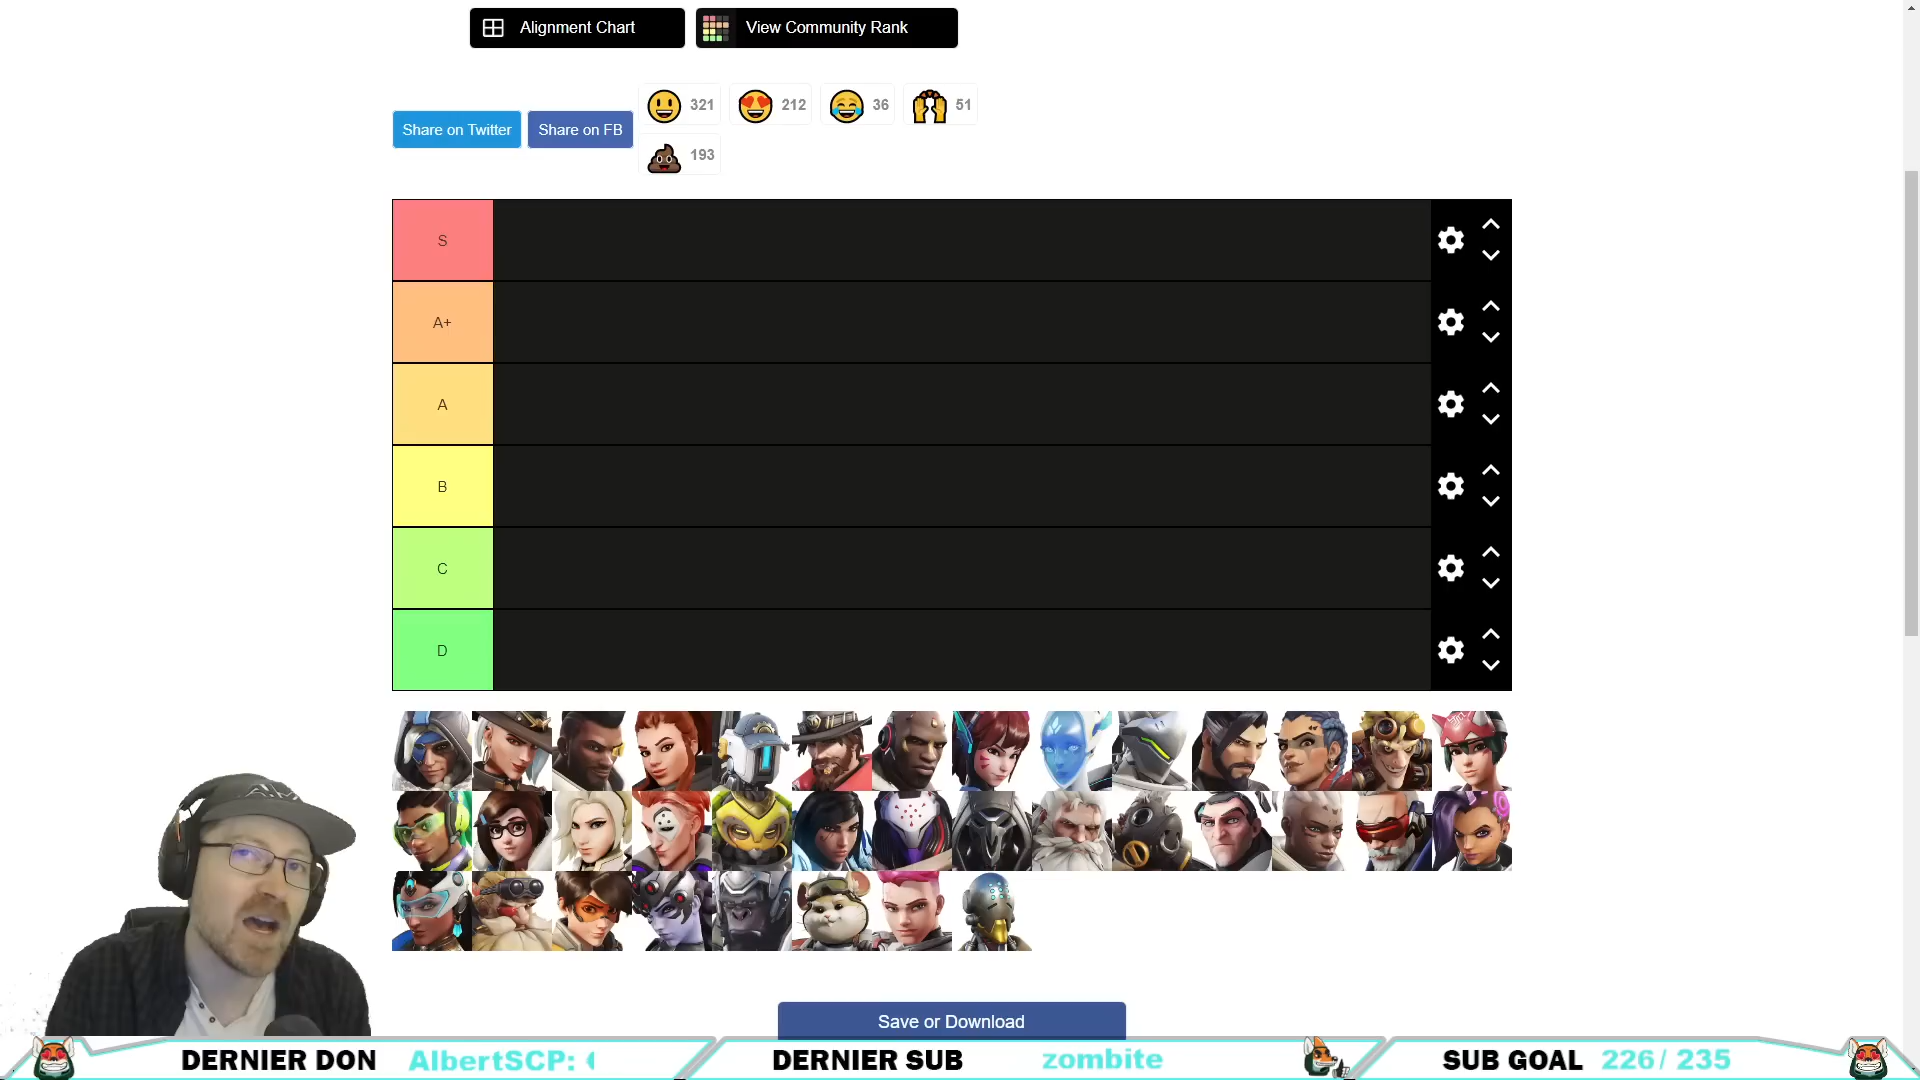 Alignment Chart
View Community Rank
Share on Twitter
Share on FB
321
212
36
51
193
S
A+
A
B
C
D
Save or Download
DERNIER DON AlbertSCP:
DERNIER SUB zombite
SUB GOAL 226/ 235